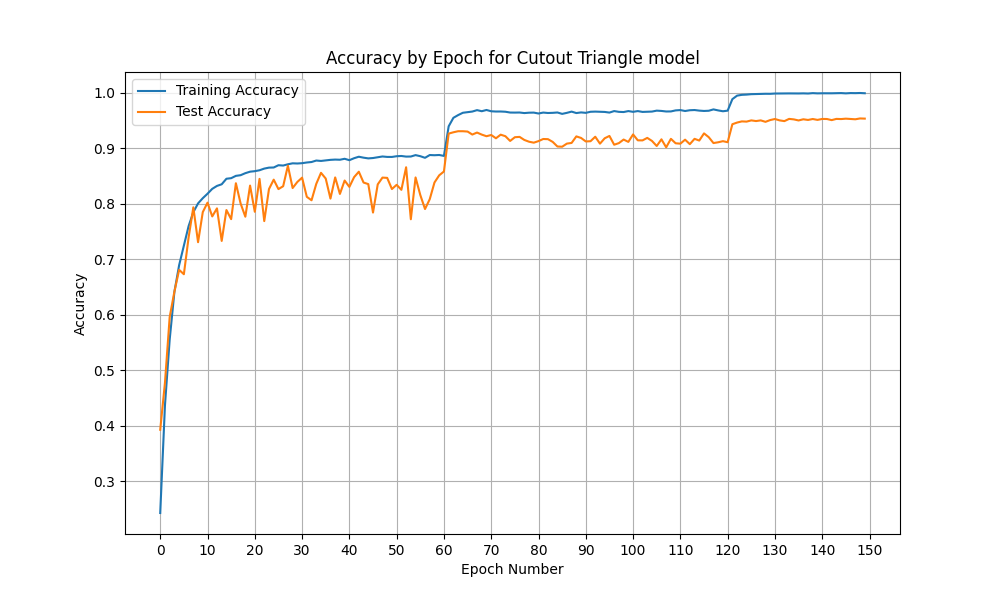 Accuracy by Epoch for Cutout Triangle model
Training Accuracy
Test Accuracy
1.0
0.9
0.8
0.7
0.6
0.5
0.4
0.3
Accuracy
0 10 20 30 40 50 60 70 80 90 100 110 120 130 140 150
Epoch Number